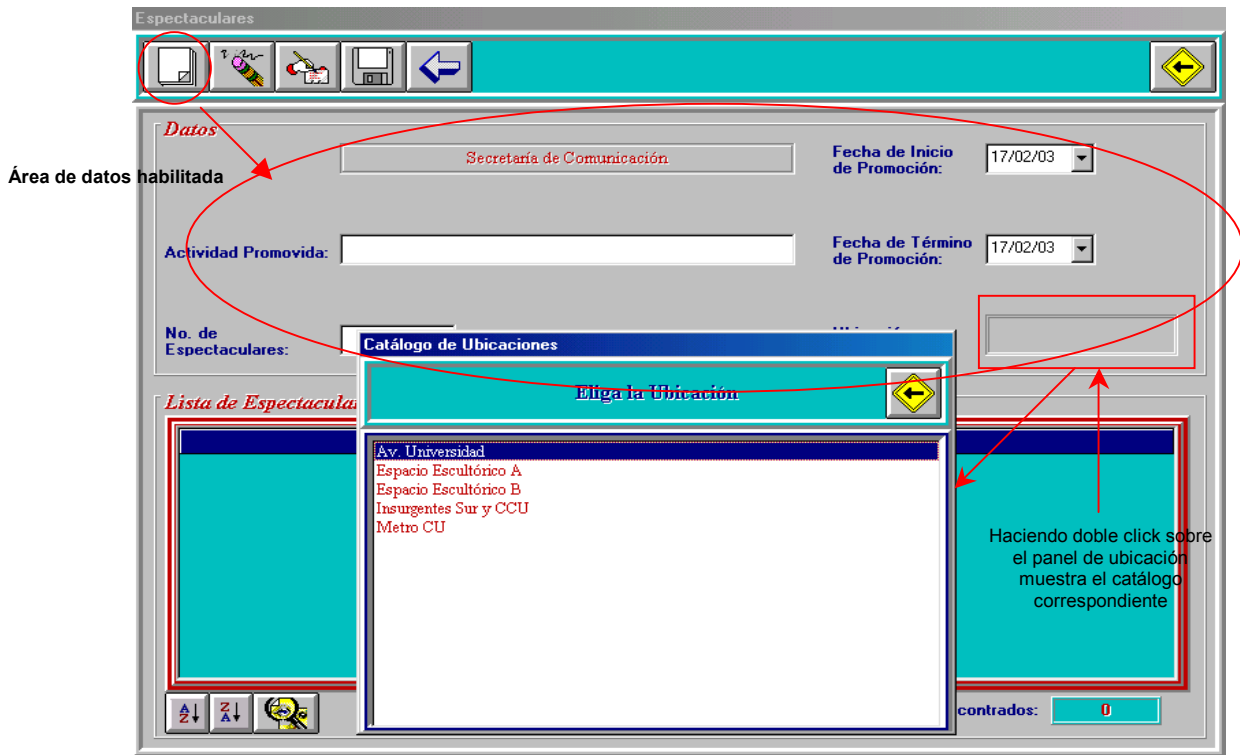 Espectaculares
Datos
Secretaría de Comunicación
Fecha de Inicio
de Promoción:
17/02/03
Área de datos habilitada
Actividad Promovida:
Fecha de Término
de Promoción:
17/02/03
No. de
Espectaculares:
Catálogo de Ubicaciones
Eliga la Ubicación
Lista de Espectacula
Av. Universidad
Espacio Escultórico A
Espacio Escultórico B
Insurgentes Sur y CCU
Metro CU
Haciendo doble click sobre
el panel de ubicación
muestra el catálogo
correspondiente
A
Z
Z
A
contrados:
0